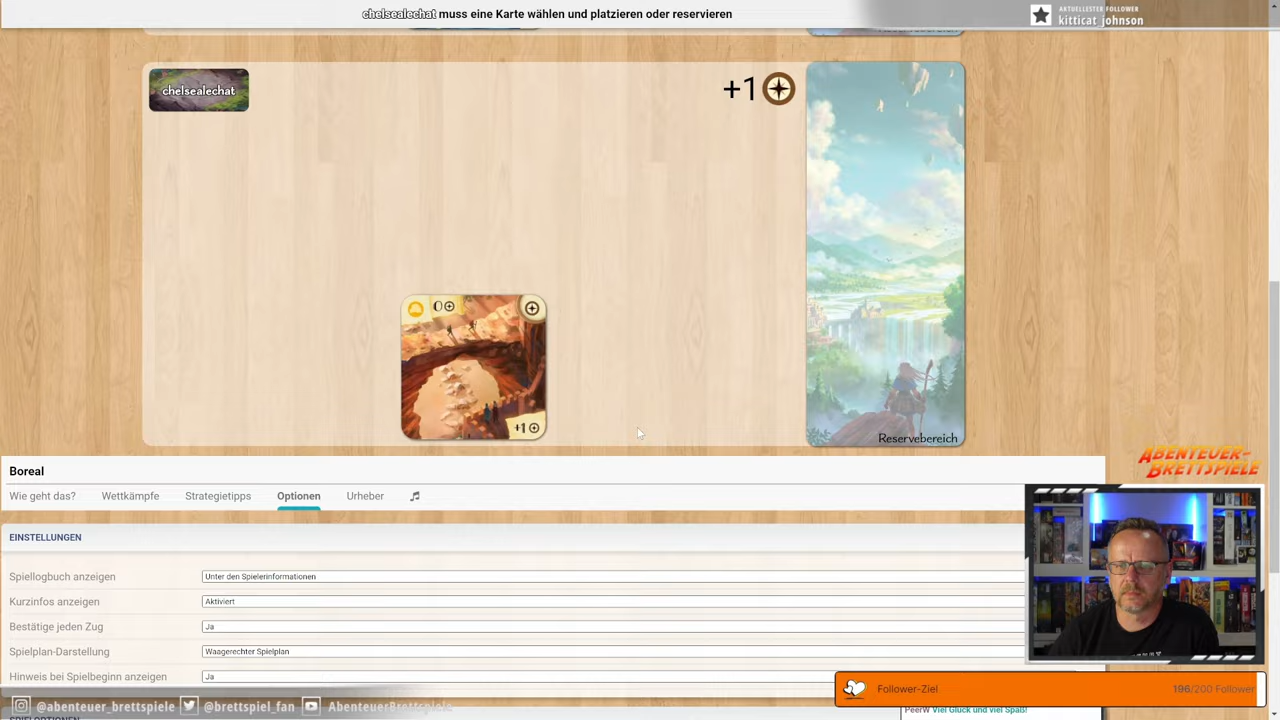 chelsealechat muss eine Karte wählen und platzieren oder reservieren
AKTUELLSTER FOLLOWER
kitticat_johnson
chelsealechat
+1
0
+1
Reservebereich
Boreal
ABENTEUER-
BRETTSPIELE
Wie geht das? Wettkämpfe Strategietipps Optionen Urheber
EINSTELLUNGEN
Spiellogbuch anzeigen Unter den Spielerinformationen
Kurzinfos anzeigen Aktiviert
Bestätige jeden Zug Ja
Spielplan-Darstellung Waagerechter Spielplan
Hinweis bei Spielbeginn anzeigen Ja
Follower-Ziel 196/200 Follower
@abenteuer_brettspiele @brettspiel_fan AbenteuerBrettspiele
PeerW Viel Glück und viel Spaß!